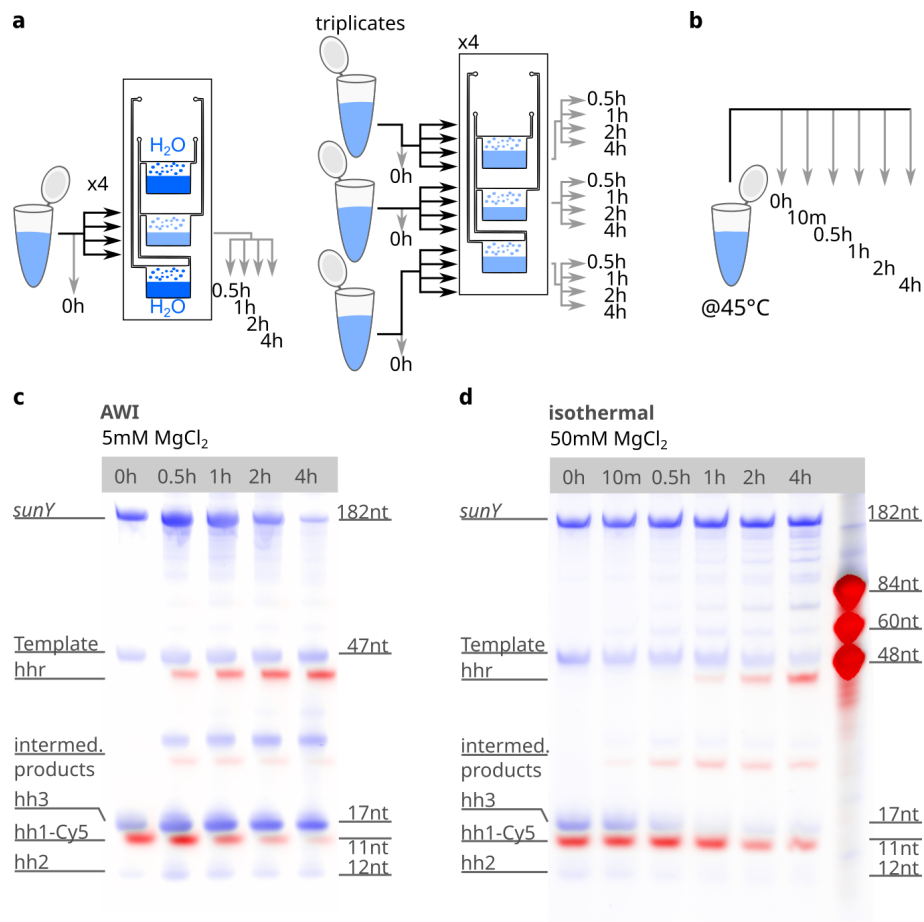 a
triplicates
b
x4
H₂O
x4
0h
H₂O
0.5h
1h
2h
4h
0h
0.5h
1h
2h
4h
0h
0.5h
1h
2h
4h
0h
0.5h
1h
2h
4h
@45°C
0h
10m
0.5h
1h
2h
4h
c
AWI
5mM MgCl₂
0h 0.5h 1h 2h 4h
sunY
182nt
Template
47nt
hhr
intermed.
products
hh3
17nt
hh1-Cy5
11nt
hh2
12nt
d
isothermal
50mM MgCl₂
0h 10m 0.5h 1h 2h 4h
sunY
182nt
84nt
60nt
Template
48nt
hhr
intermed.
products
hh3
17nt
hh1-Cy5
11nt
hh2
12nt